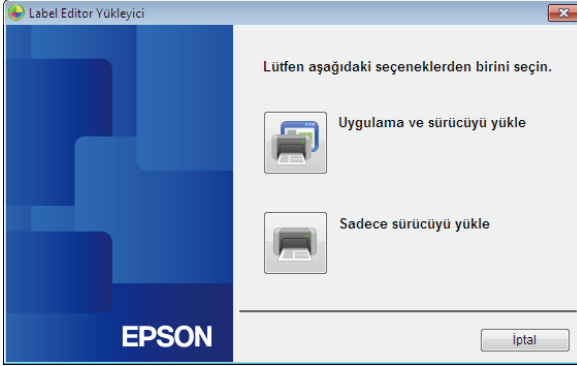 Label Editor Yükleyici
Lütfen aşağıdaki seçeneklerden birini seçin.
Uygulama ve sürücüyü yükle
Sadece sürücüyü yükle
EPSON
İptal